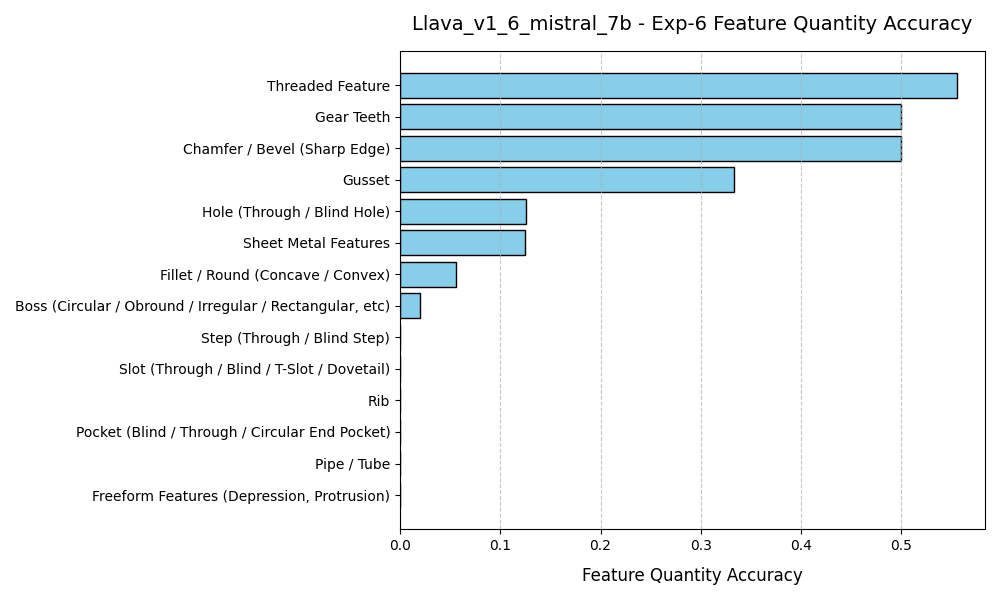 Llava_v1_6_mistral_7b - Exp-6 Feature Quantity Accuracy
Threaded Feature
Gear Teeth
Chamfer / Bevel (Sharp Edge)
Gusset
Hole (Through / Blind Hole)
Sheet Metal Features
Fillet / Round (Concave / Convex)
Boss (Circular / Obround / Irregular / Rectangular, etc)
Step (Through / Blind Step)
Slot (Through / Blind / T-Slot / Dovetail)
Rib
Pocket (Blind / Through / Circular End Pocket)
Pipe / Tube
Freeform Features (Depression, Protrusion)
0.0 0.1 0.2 0.3 0.4 0.5
Feature Quantity Accuracy